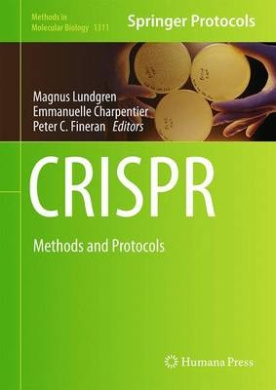 Methods in
Molecular Biology 1311
Springer Protocols
Magnus Lundgren
Emmanuelle Charpentier
Peter C. Fineran Editors
CRISPR
Methods and Protocols
Humana Press